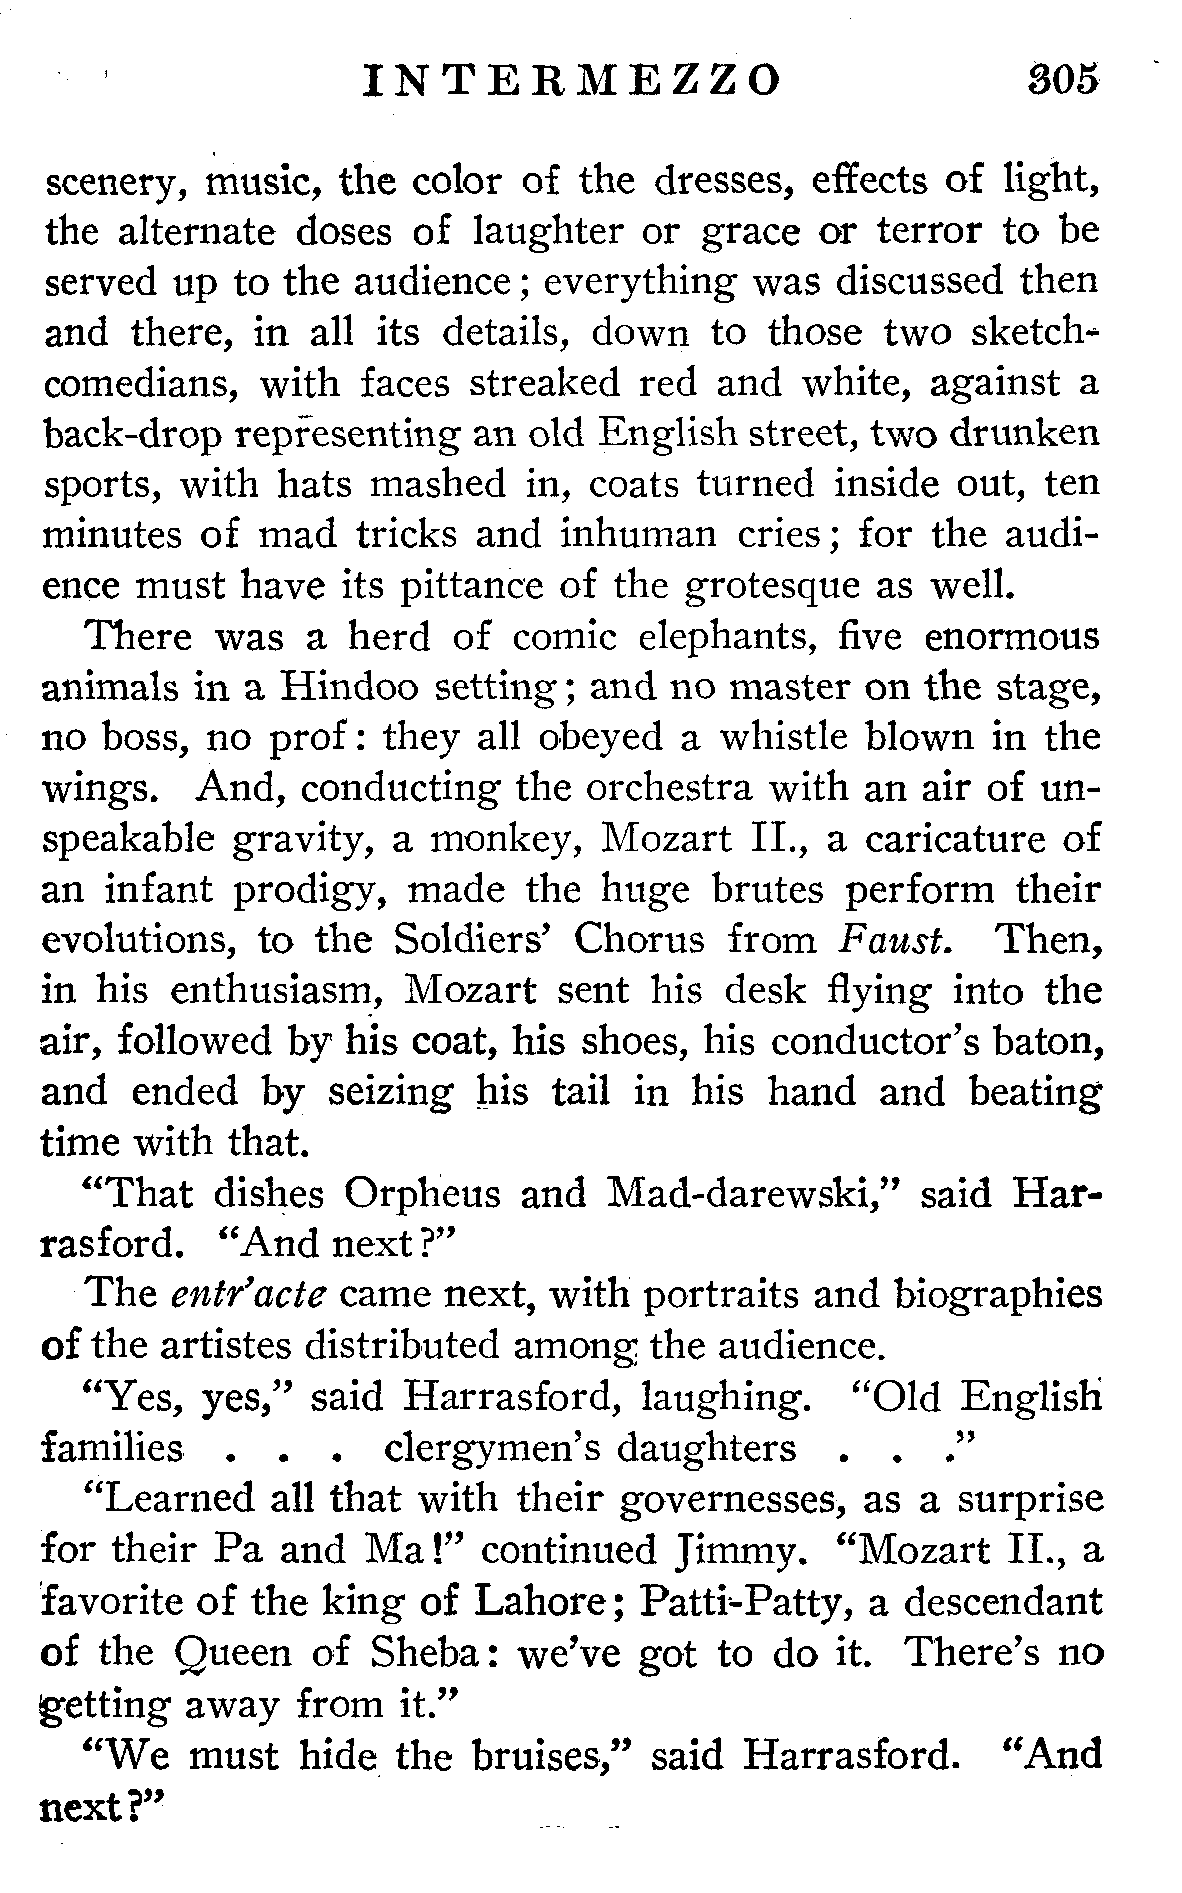 INTERMEZZO 305
scenery, music, the color of the dresses, effects of light,
the alternate doses of laughter or grace or terror to be
served up to the audience; everything was discussed then
and there, in all its details, down to those two sketch-
comedians, with faces streaked red and white, against a
back-drop representing an old English street, two drunken
sports, with hats mashed in, coats turned inside out, ten
minutes of mad tricks and inhuman cries; for the audi-
ence must have its pittance of the grotesque as well.
There was a herd of comic elephants, five enormous
animals in a Hindoo setting; and no master on the stage,
no boss, no prof: they all obeyed a whistle blown in the
wings. And, conducting the orchestra with an air of un-
speakable gravity, a monkey, Mozart II., a caricature of
an infant prodigy, made the huge brutes perform their
evolutions, to the Soldiers' Chorus from Faust. Then,
in his enthusiasm, Mozart sent his desk flying into the
air, followed by his coat, his shoes, his conductor's baton,
and ended by seizing his tail in his hand and beating
time with that.
"That dishes Orpheus and Mad-darewski," said Har-
rasford. "And next?"
The entr'acte came next, with portraits and biographies
of the artistes distributed among the audience.
"Yes, yes," said Harrasford, laughing. "Old English
families . . . clergymen's daughters . . ."
"Learned all that with their governesses, as a surprise
for their Pa and Ma!" continued Jimmy. "Mozart II., a
favorite of the king of Lahore; Patti-Patty, a descendant
of the Queen of Sheba: we've got to do it. There's no
getting away from it."
"We must hide the bruises," said Harrasford. "And
next?"